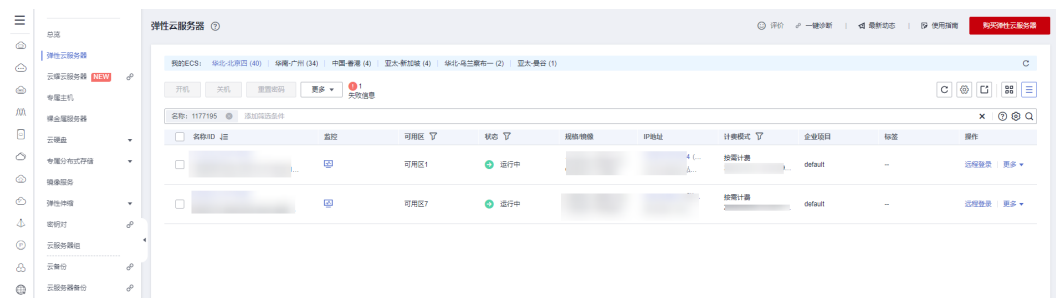 弹性云服务器
评价
一键诊断
最新动态
使用指南
购买弹性云服务器
总览
弹性云服务器
云耀云服务器 NEW
专属主机
裸金属服务器
云硬盘
专属分布式存储
镜像服务
弹性伸缩
密钥对
云服务器组
云备份
云服务器备份
我的ECS: 华北-北京四 (40) 华南-广州 (34) 中国-香港 (4) 亚太-新加坡 (4) 华北-乌兰察布一 (2) 亚太-曼谷 (1)
开机 关机 重置密码 更多 1
失败信息
名称: 1177195 添加筛选条件
名称/ID 监控 可用区 状态 规格/镜像 IP地址 计费模式 企业项目 标签 操作
可用区1 运行中 4 (... 按需计费 default -- 远程登录 更多
可用区7 运行中 按需计费 default -- 远程登录 更多